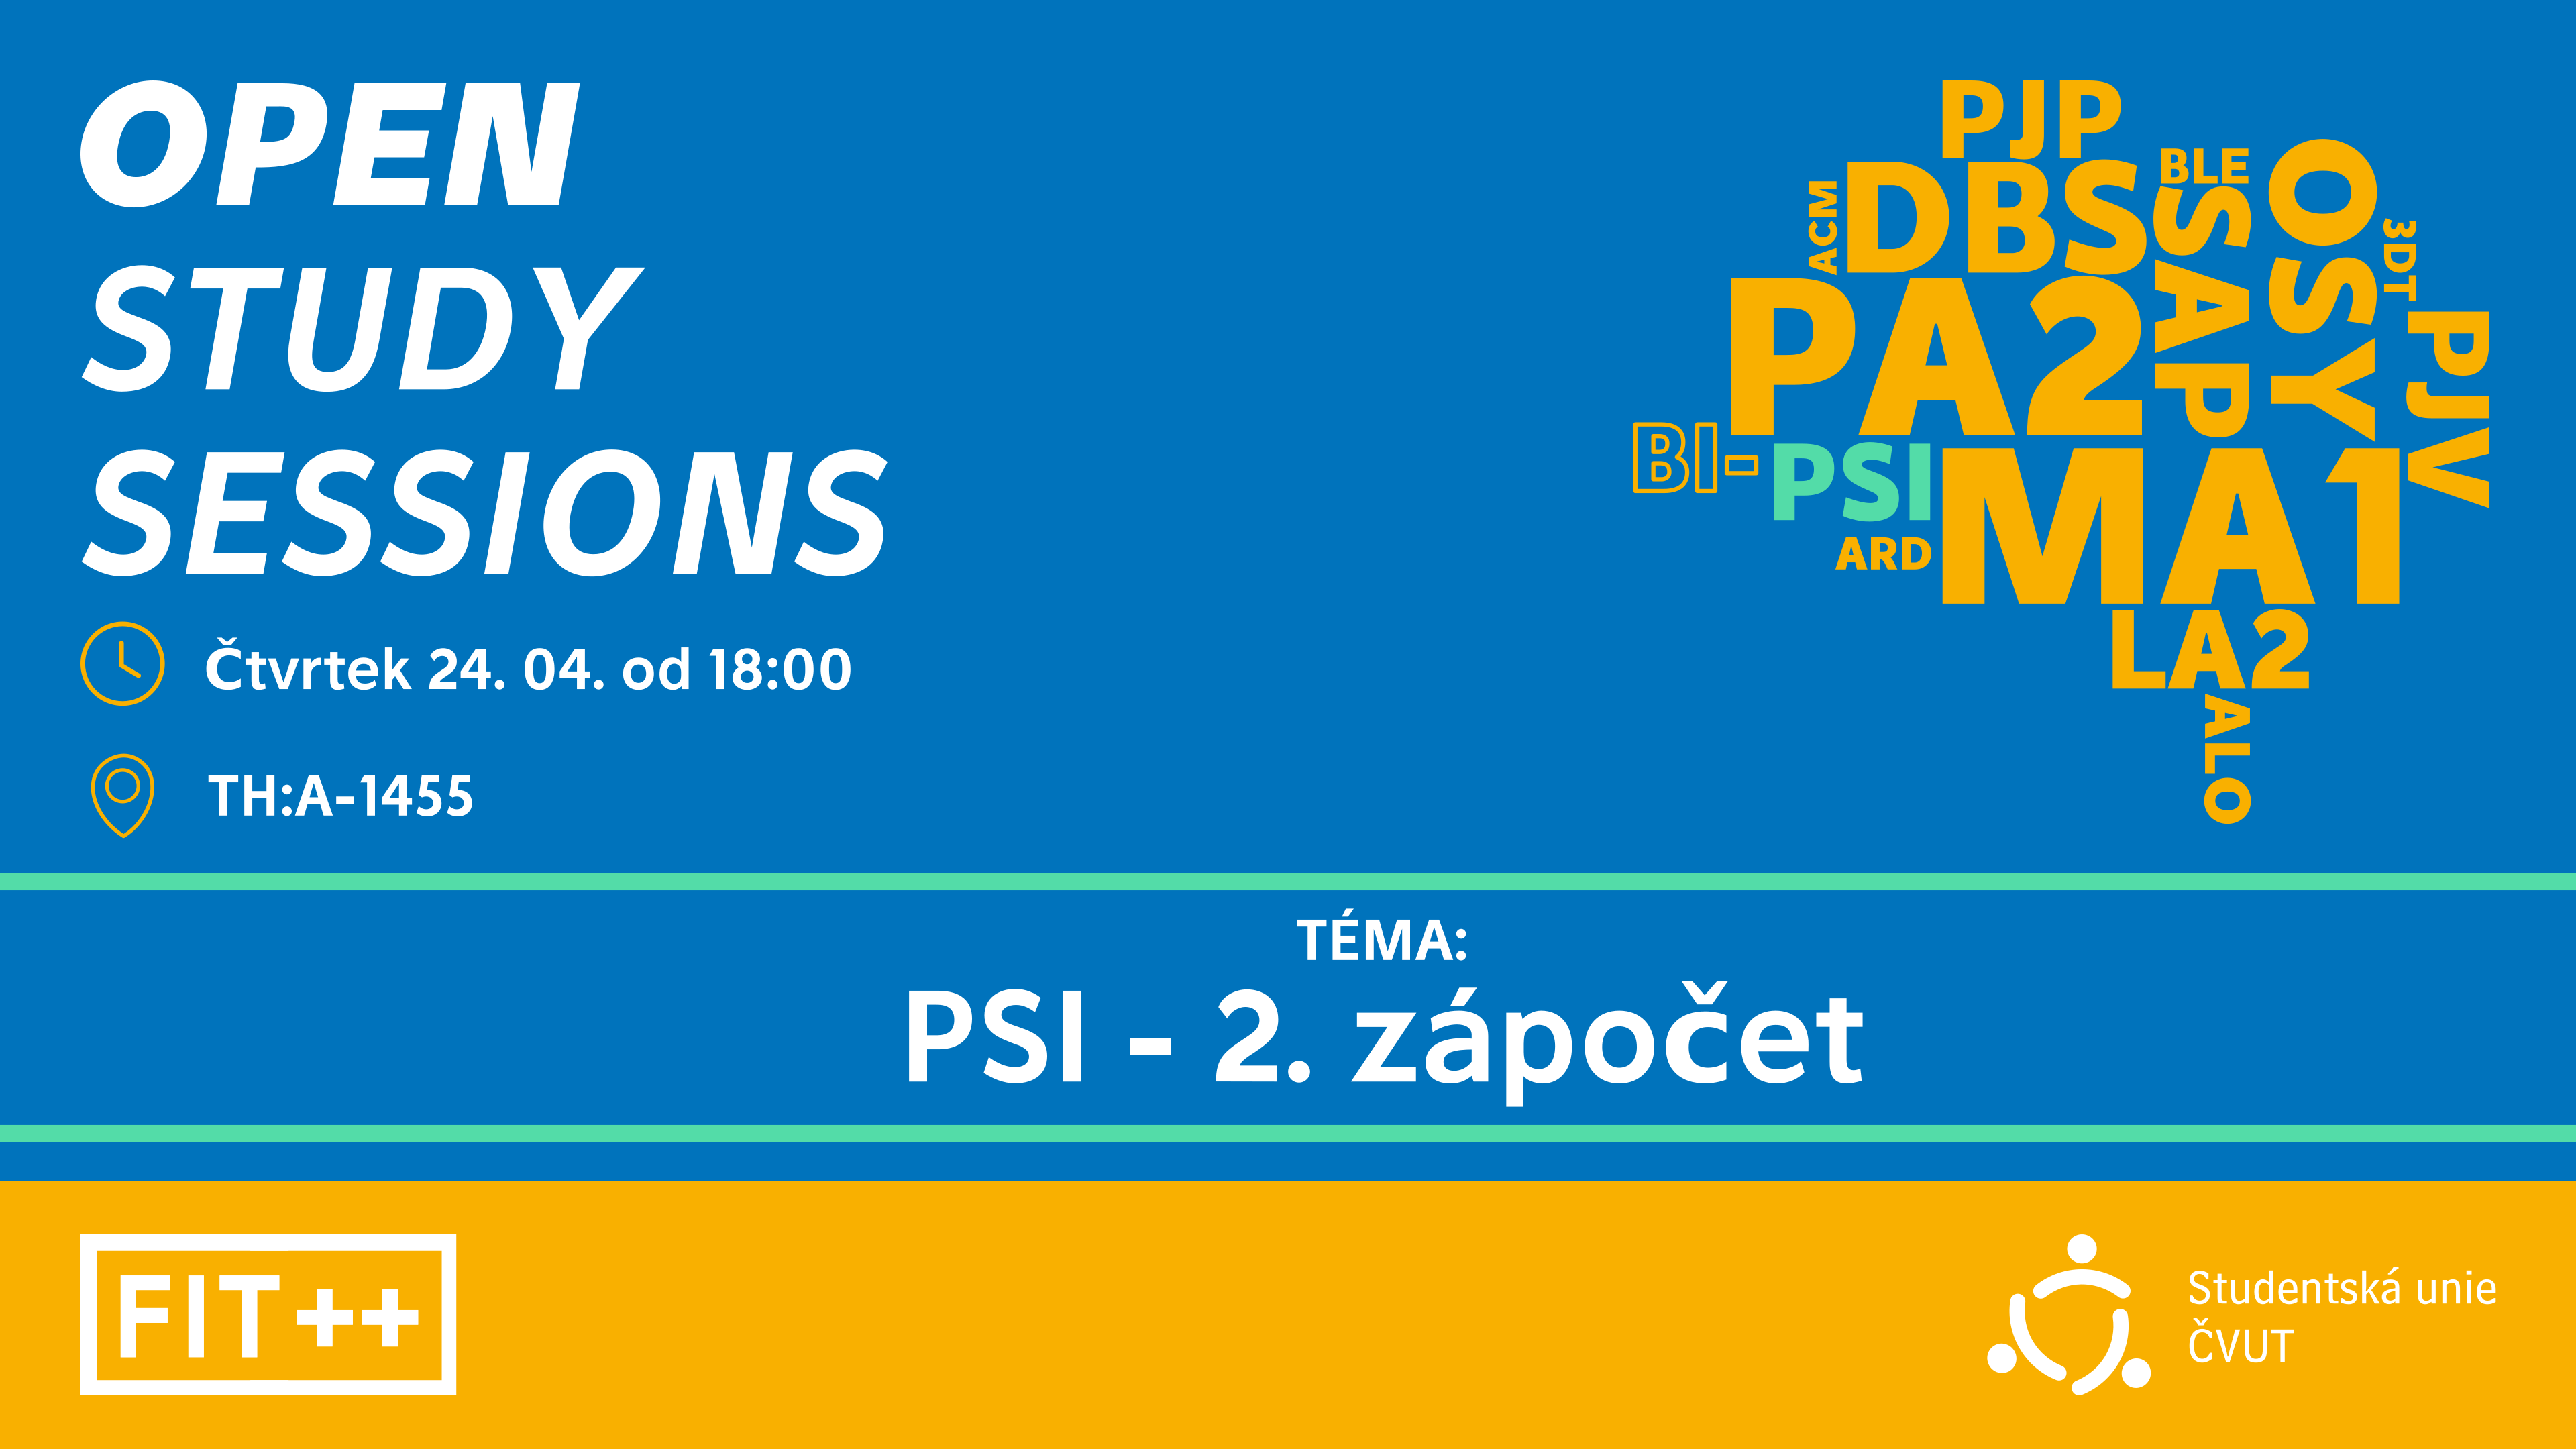 OPEN
STUDY
SESSIONS
Čtvrtek 24. 04. od 18:00
TH:A-1455
PJP
BLE
ACM
DBS
SAP
OSY
3DT
PA2
PJV
BI-PSI
MA1
ARD
LA2
ALO
TÉMA:
PSI - 2. zápočet
FIT++
Studentská unie
ČVUT